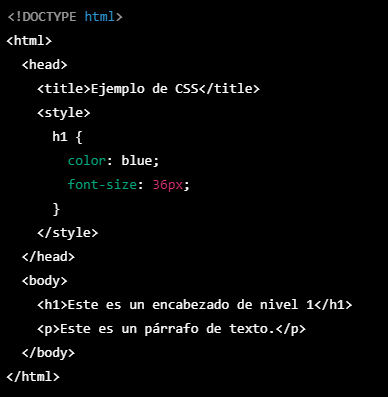 <!DOCTYPE html>
<html>
  <head>
    <title>Ejemplo de CSS</title>
    <style>
      h1 {
        color: blue;
        font-size: 36px;
      }
    </style>
  </head>
  <body>
    <h1>Este es un encabezado de nivel 1</h1>
    <p>Este es un párrafo de texto.</p>
  </body>
</html>